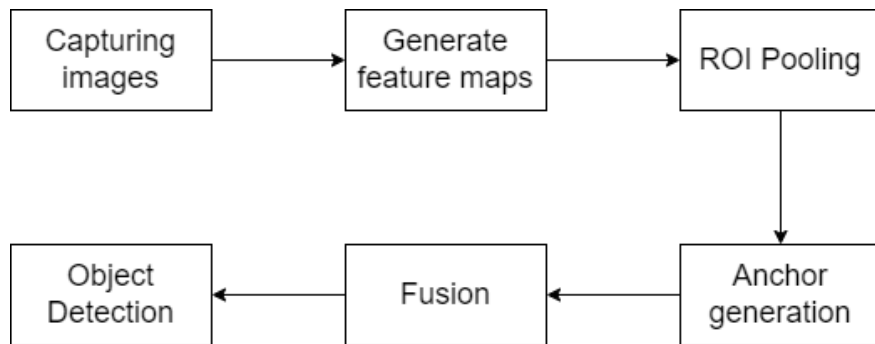 Capturing
images
Generate
feature maps
ROI Pooling
Anchor
generation
Fusion
Object
Detection